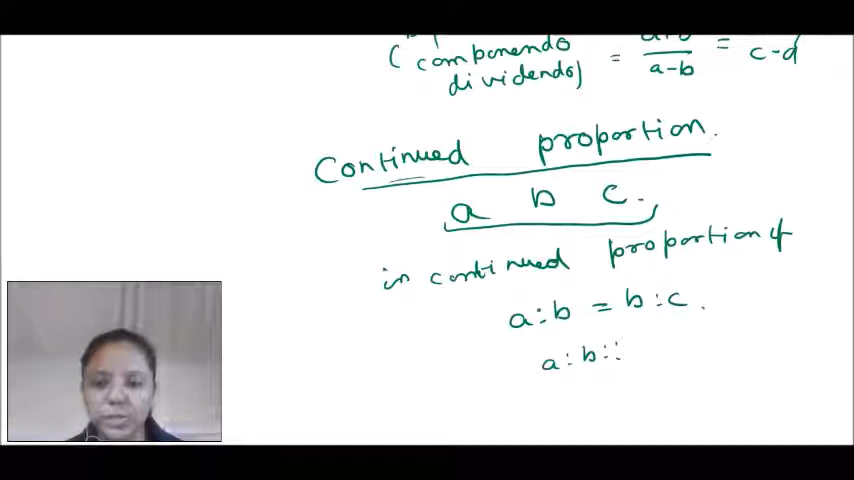 ( componendo = a-b = c-d
dividendo)
Continued proportion.
a b c.
in continued proportion if
a:b = b:c.
a:b::